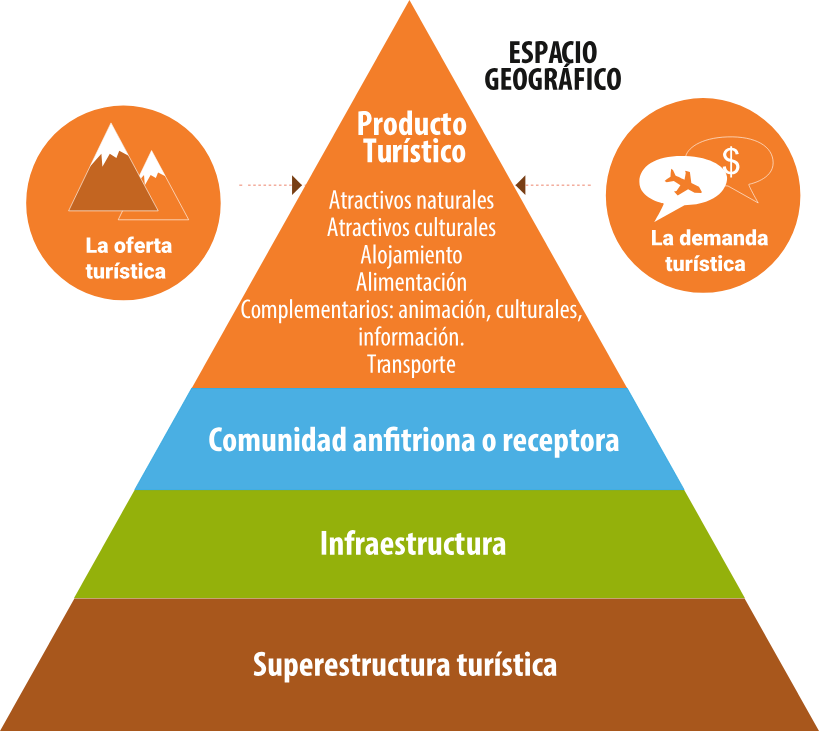 ESPACIO
GEOGRÁFICO
Producto
Turístico
Atractivos naturales
Atractivos culturales
Alojamiento
Alimentación
Complementarios: animación, culturales,
información.
Transporte
La oferta
turística
$
La demanda
turística
Comunidad anfitriona o receptora
Infraestructura
Superestructura turística